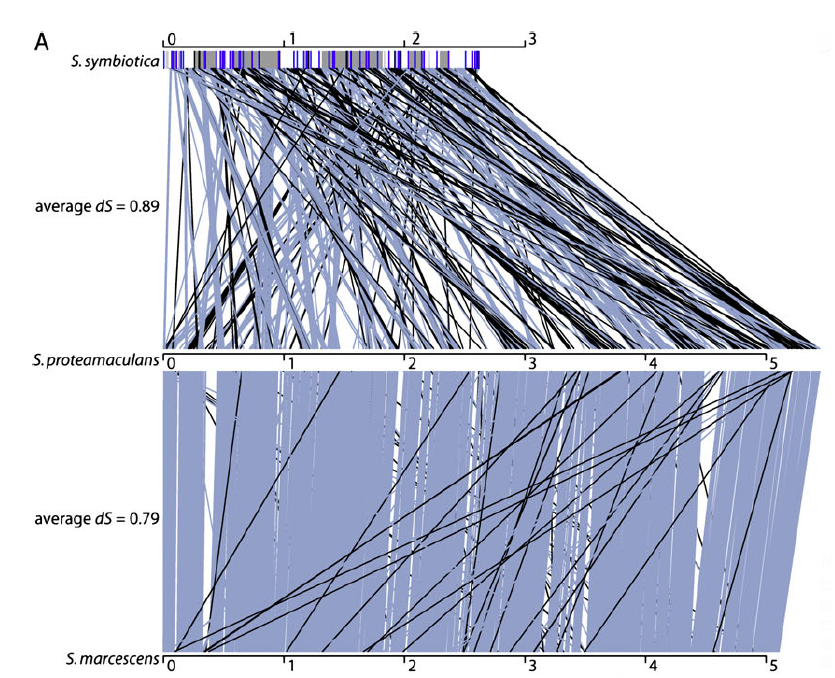 A
0 1 2 3
S. symbiotica
average dS = 0.89
S. proteamaculans
0 1 2 3 4 5
average dS = 0.79
S. marcescens
0 1 2 3 4 5